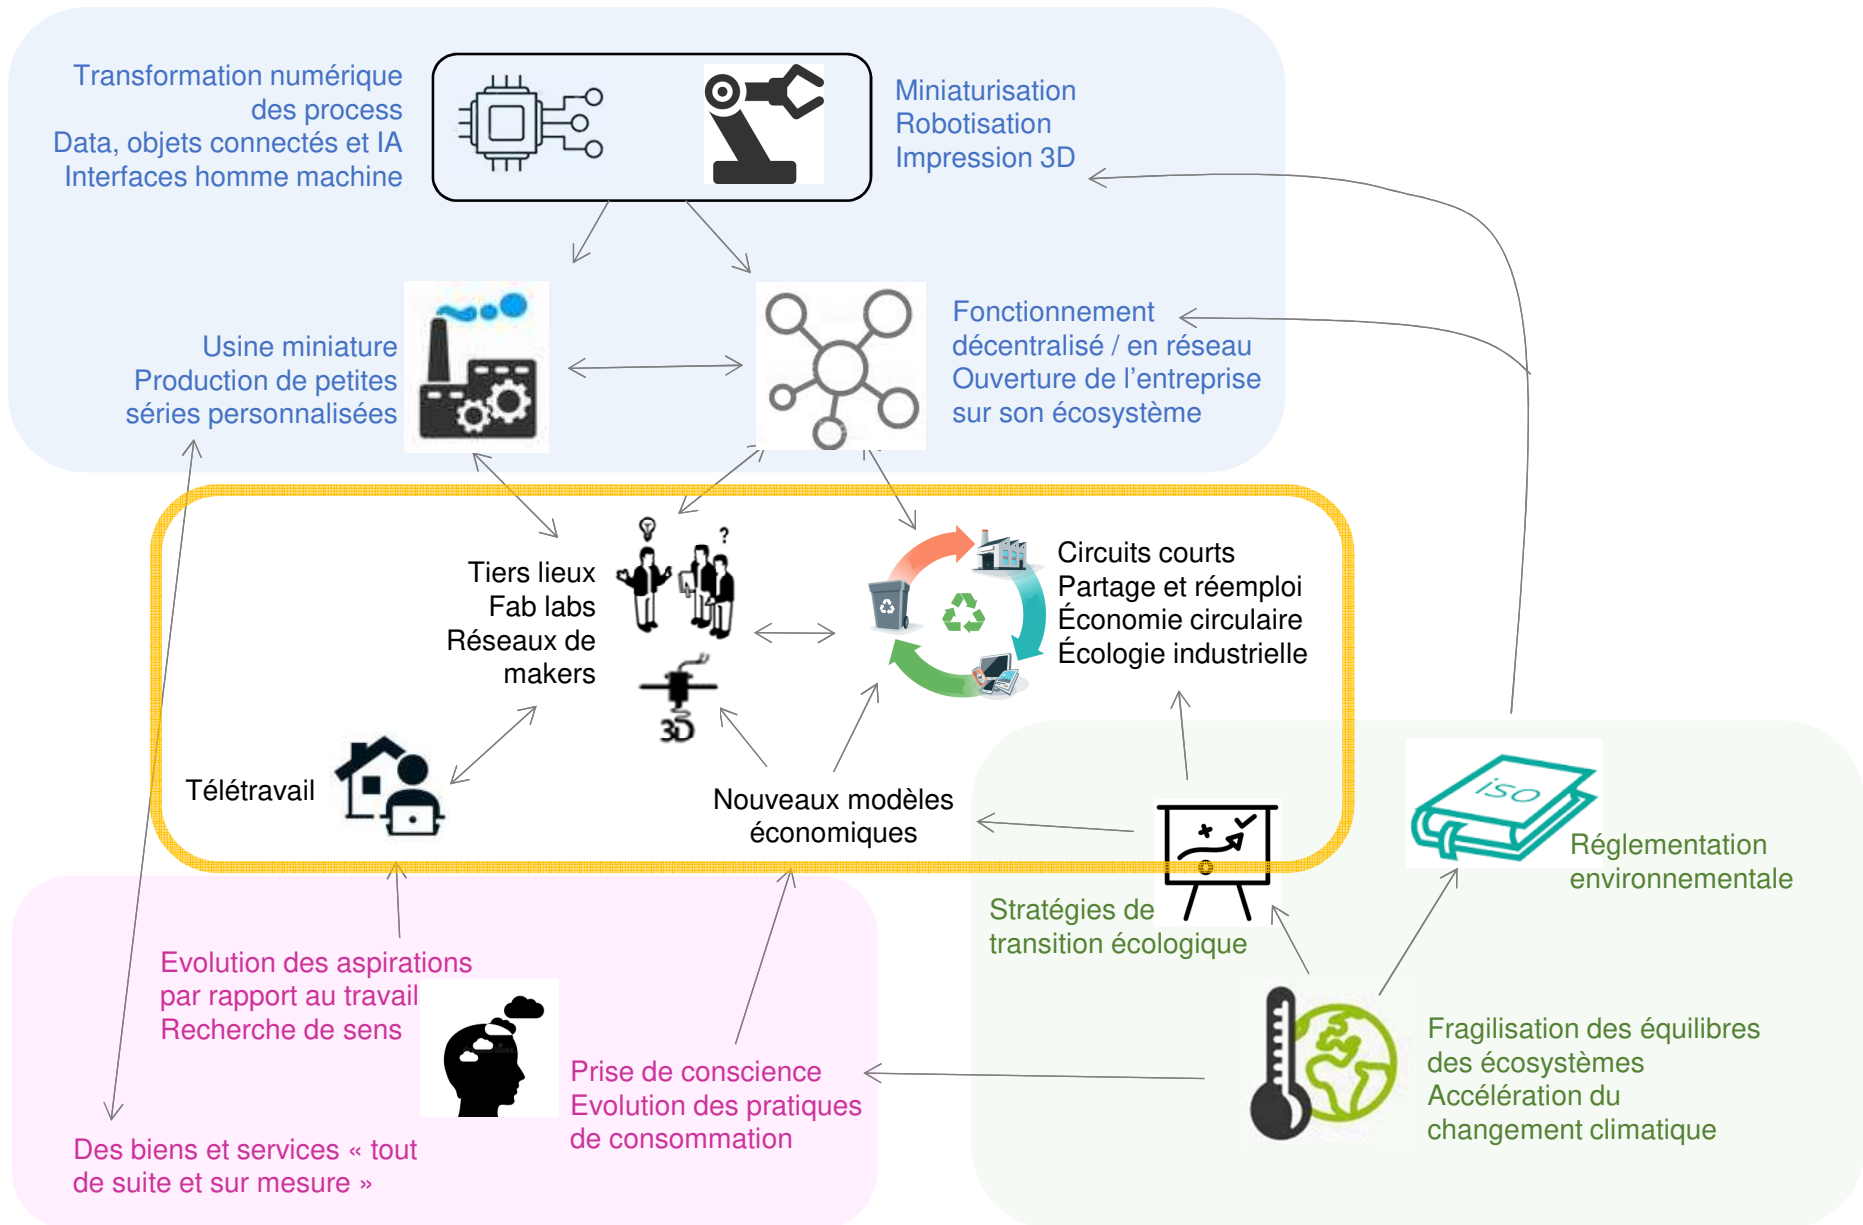 Transformation numérique
des process
Data, objets connectés et IA
Interfaces homme machine
Miniaturisation
Robotisation
Impression 3D
Usine miniature
Production de petites
séries personnalisées
Fonctionnement
décentralisé / en réseau
Ouverture de l'entreprise
sur son écosystème
?
Tiers lieux
Fab labs
Réseaux de
makers
3D
Circuits courts
Partage et réemploi
Économie circulaire
Écologie industrielle
Télétravail
Nouveaux modèles
économiques
iso
Réglementation
environnementale
Stratégies de
transition écologique
Evolution des aspirations
par rapport au travail
Recherche de sens
Prise de conscience
Evolution des pratiques
de consommation
Fragilisation des équilibres
des écosystèmes
Accélération du
changement climatique
Des biens et services « tout
de suite et sur mesure »